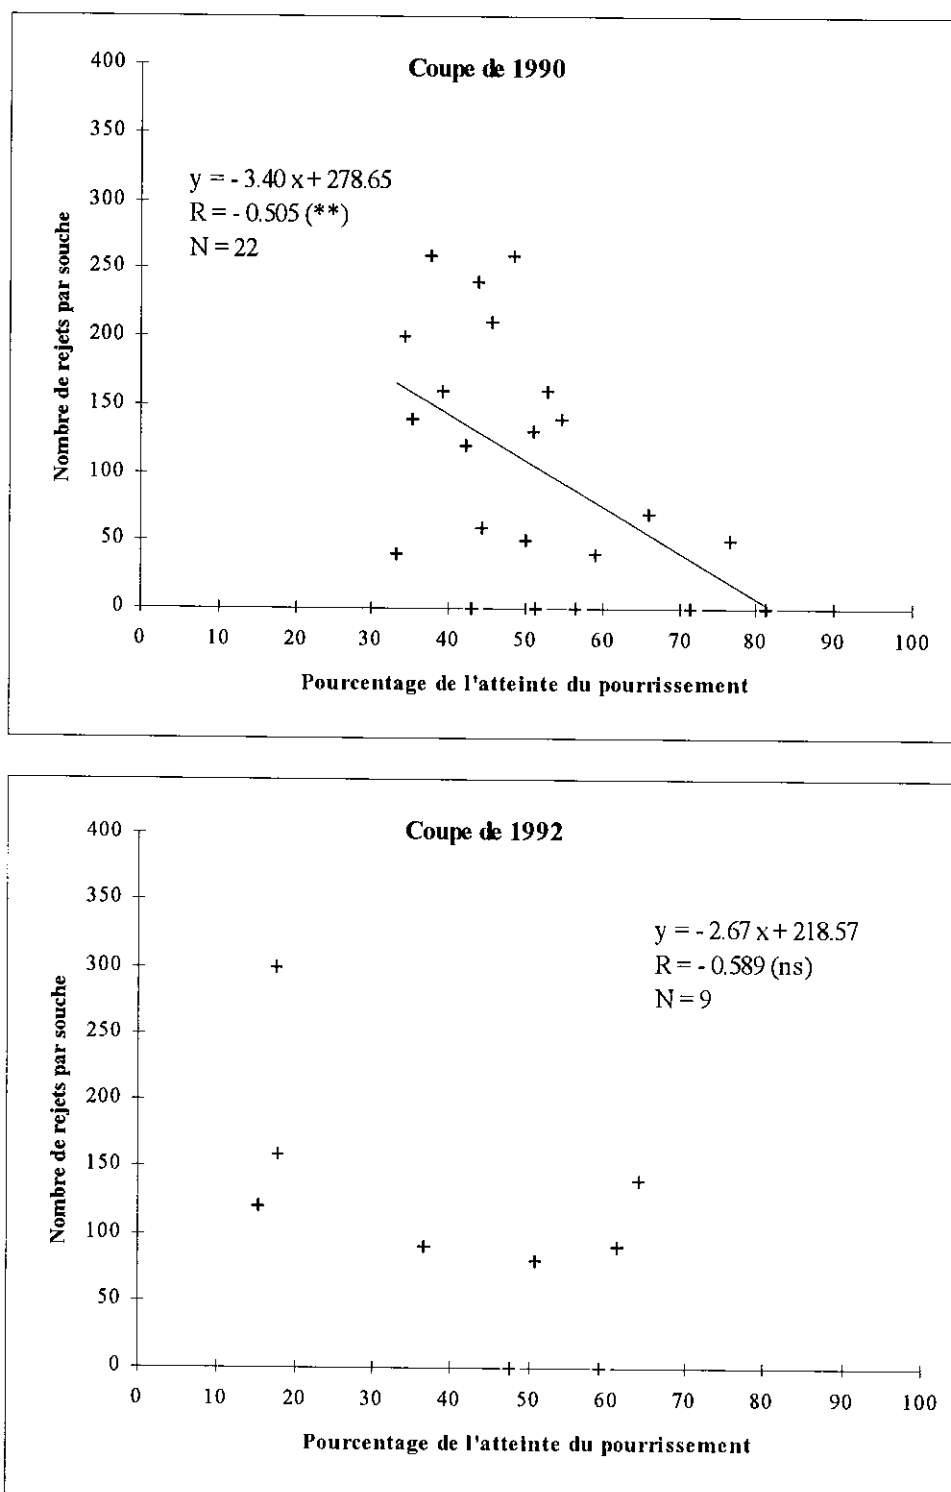 Coupe de 1990
400
350
300
250
200
150
100
50
0
Nombre de rejets par souche
y = - 3.40 x + 278.65
R = - 0.505 (**)
N = 22
0 10 20 30 40 50 60 70 80 90 100
Pourcentage de l'atteinte du pourrissement
Coupe de 1992
400
350
300
250
200
150
100
50
0
Nombre de rejets par souche
y = - 2.67 x + 218.57
R = - 0.589 (ns)
N = 9
0 10 20 30 40 50 60 70 80 90 100
Pourcentage de l'atteinte du pourrissement